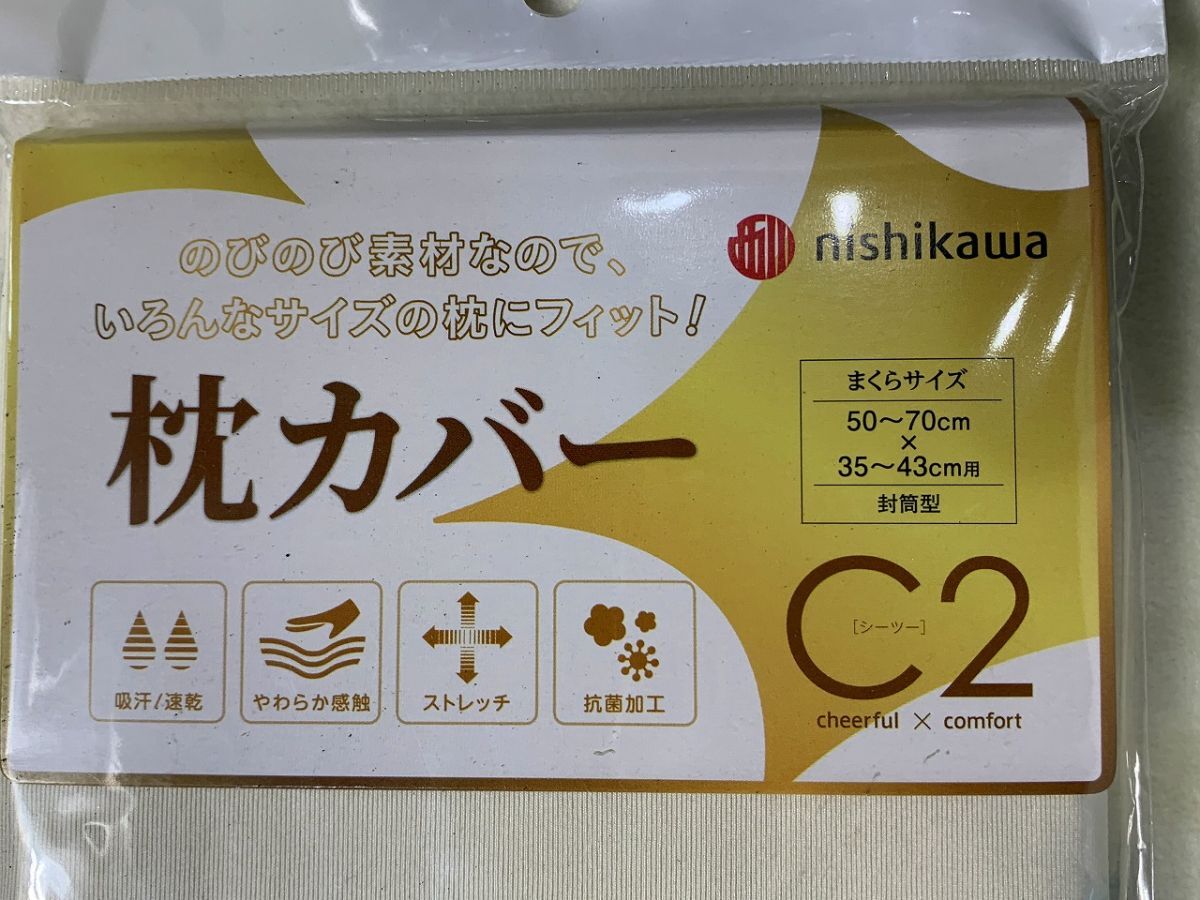 のびのび素材なので、
いろんなサイズの枕にフィット!
枕カバー
西川
nishikawa
まくらサイズ
50〜70cm
×
35〜43cm用
封筒型
吸汗/速乾
やわらか感触
ストレッチ
抗菌加工
C2
[シーツー]
cheerful × comfort